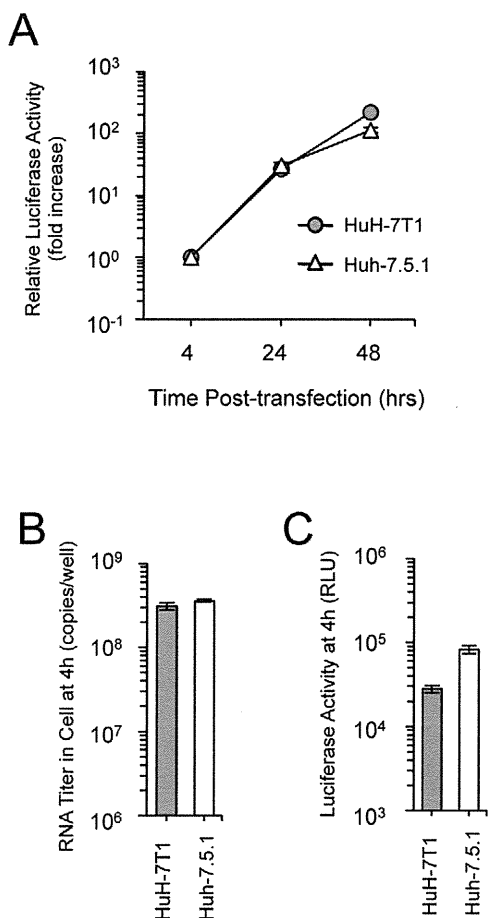 A
Relative Luciferase Activity
(fold increase)
10³
10²
10¹
10⁰
10⁻¹
HuH-7T1
Huh-7.5.1
4 24 48
Time Post-transfection (hrs)
B
RNA Titer in Cell at 4h (copies/well)
10⁹
10⁸
10⁷
10⁶
HuH-7T1
Huh-7.5.1
C
Luciferase Activity at 4h (RLU)
10⁶
10⁵
10⁴
10³
HuH-7T1
Huh-7.5.1